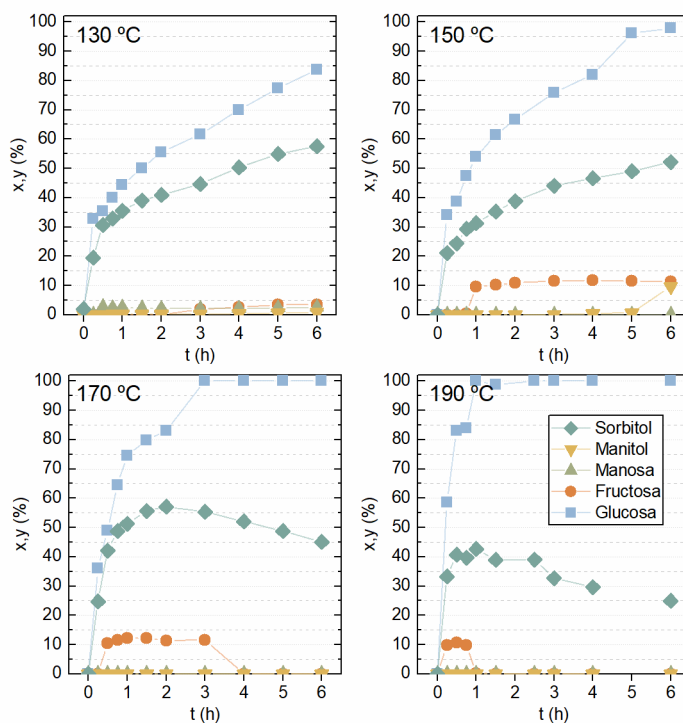 130 ºC
100
90
80
70
60
50
40
30
20
10
0
x,y (%)
0 1 2 3 4 5 6
t (h)
150 ºC
100
90
80
70
60
50
40
30
20
10
0
x,y (%)
0 1 2 3 4 5 6
t (h)
170 ºC
100
90
80
70
60
50
40
30
20
10
0
x,y (%)
0 1 2 3 4 5 6
t (h)
190 ºC
100
90
80
70
60
50
40
30
20
10
0
x,y (%)
0 1 2 3 4 5 6
t (h)
Sorbitol
Manitol
Manosa
Fructosa
Glucosa